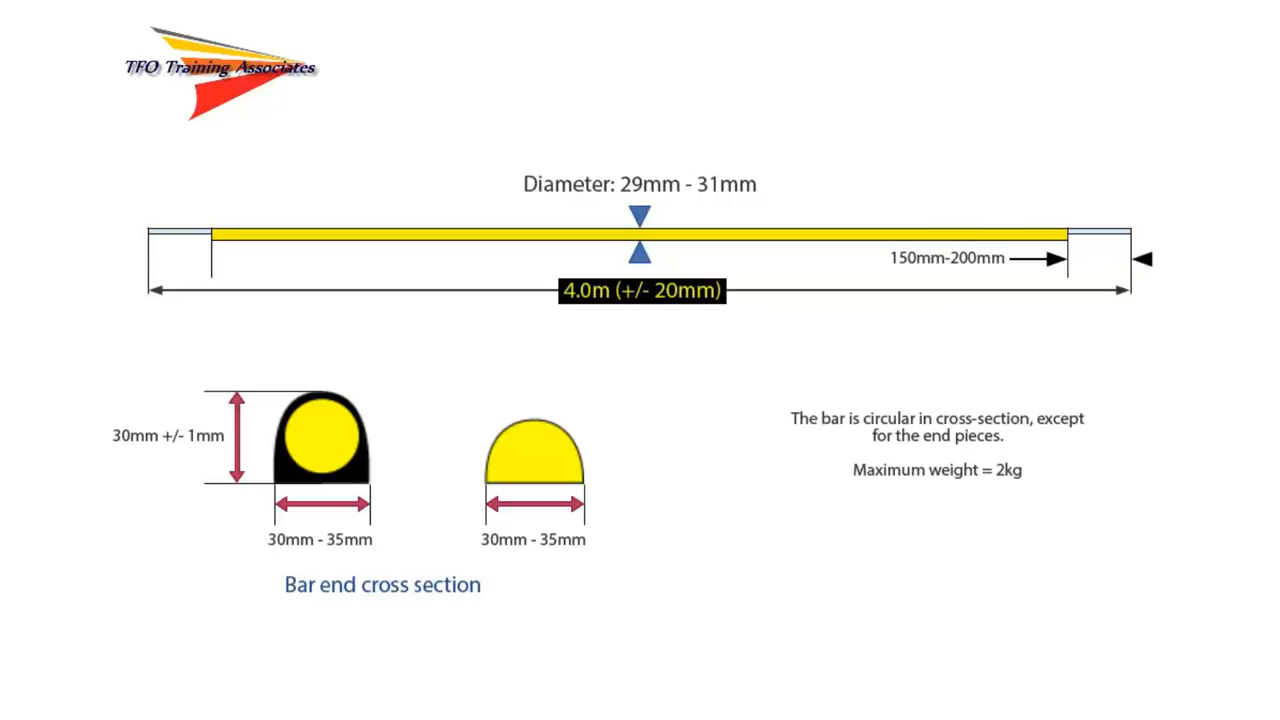 TFO Training Associates
Diameter: 29mm - 31mm
150mm-200mm
4.0m (+/- 20mm)
30mm +/- 1mm
The bar is circular in cross-section, except
for the end pieces.
Maximum weight = 2kg
30mm - 35mm
30mm - 35mm
Bar end cross section